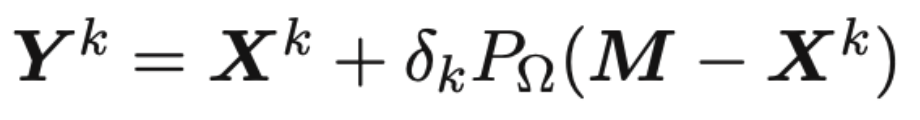 𝒀^k = 𝑿^k + δ_k P_Ω(𝑴 − 𝑿^k)